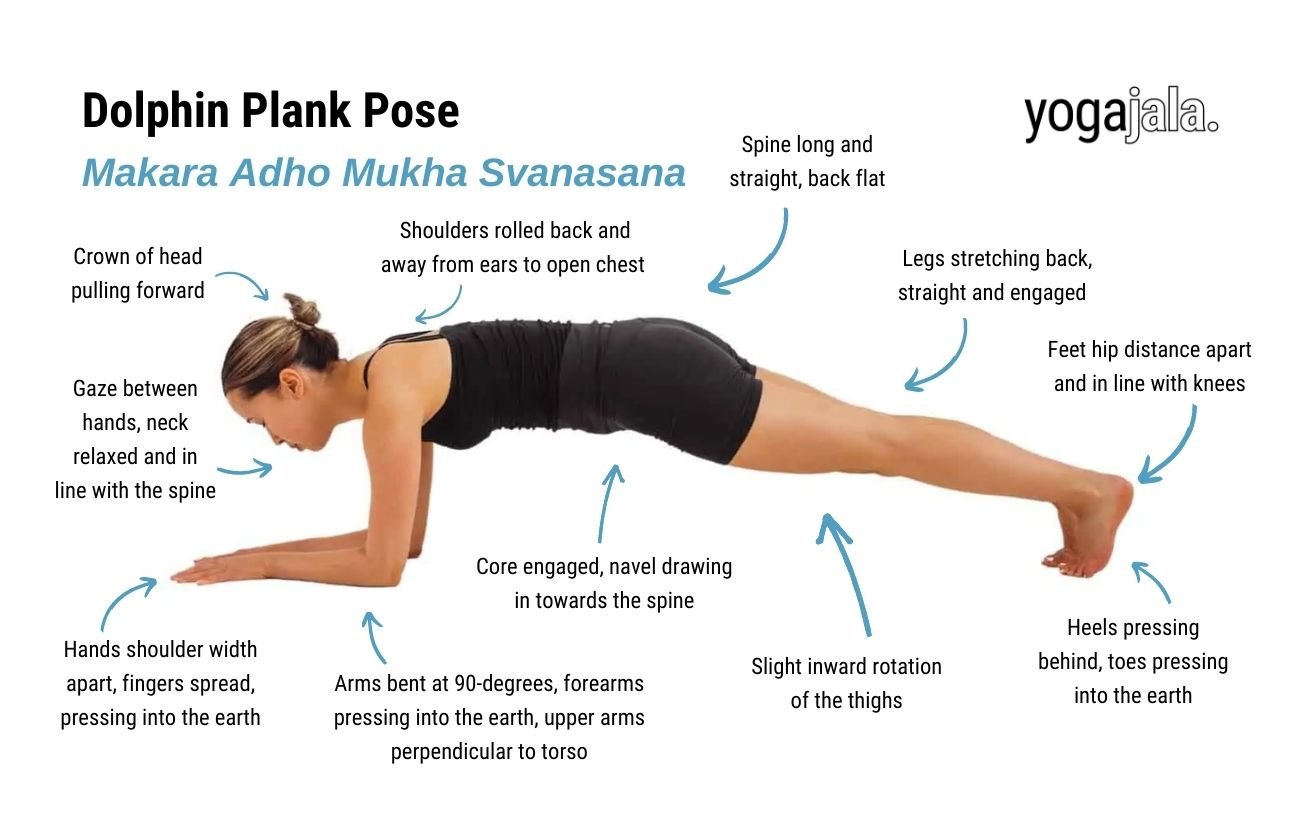 Dolphin Plank Pose
Makara Adho Mukha Svanasana
yogajala.
Spine long and
straight, back flat
Shoulders rolled back and
away from ears to open chest
Crown of head
pulling forward
Legs stretching back,
straight and engaged
Feet hip distance apart
and in line with knees
Gaze between
hands, neck
relaxed and in
line with the spine
Core engaged, navel drawing
in towards the spine
Hands shoulder width
apart, fingers spread,
pressing into the earth
Arms bent at 90-degrees, forearms
pressing into the earth, upper arms
perpendicular to torso
Slight inward rotation
of the thighs
Heels pressing
behind, toes pressing
into the earth